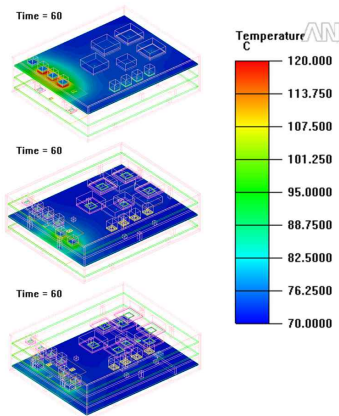 Time = 60
Time = 60
Time = 60
Temperature
C
AN
120.000
113.750
107.500
101.250
95.0000
88.7500
82.5000
76.2500
70.0000